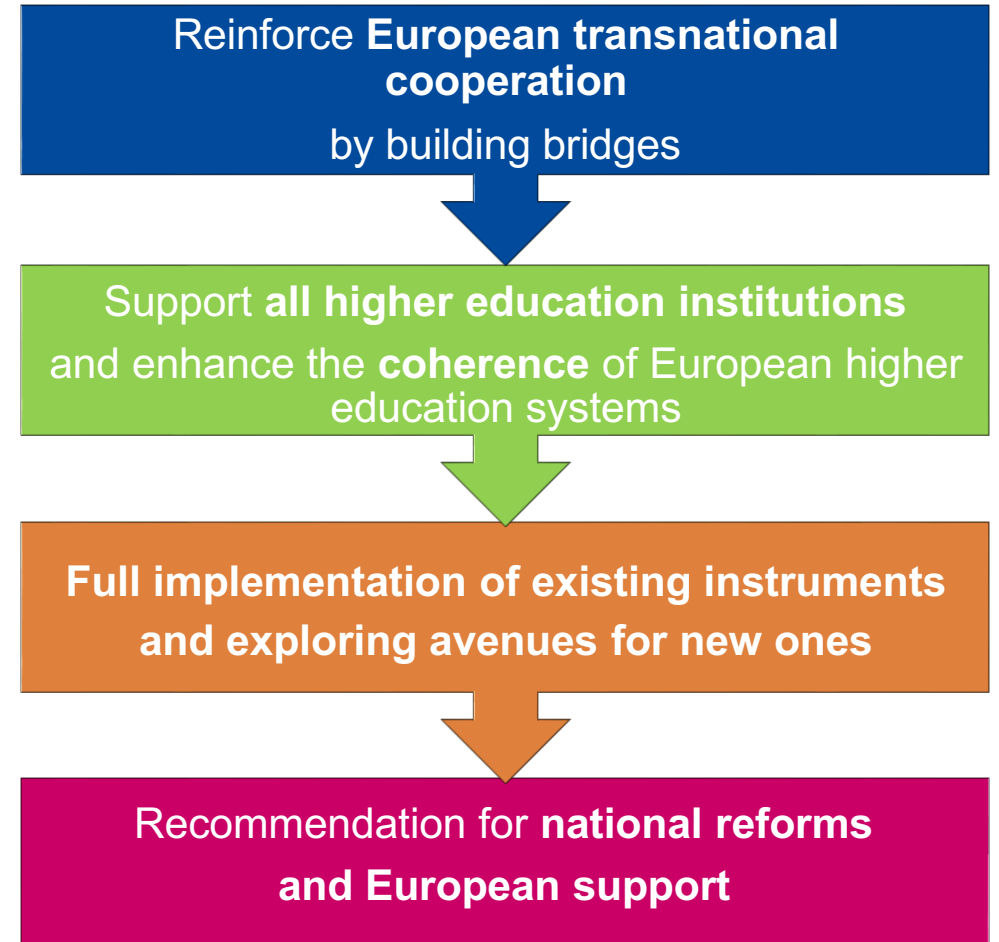 Reinforce European transnational
cooperation
by building bridges
Support all higher education institutions
and enhance the coherence of European higher
education systems
Full implementation of existing instruments
and exploring avenues for new ones
Recommendation for national reforms
and European support